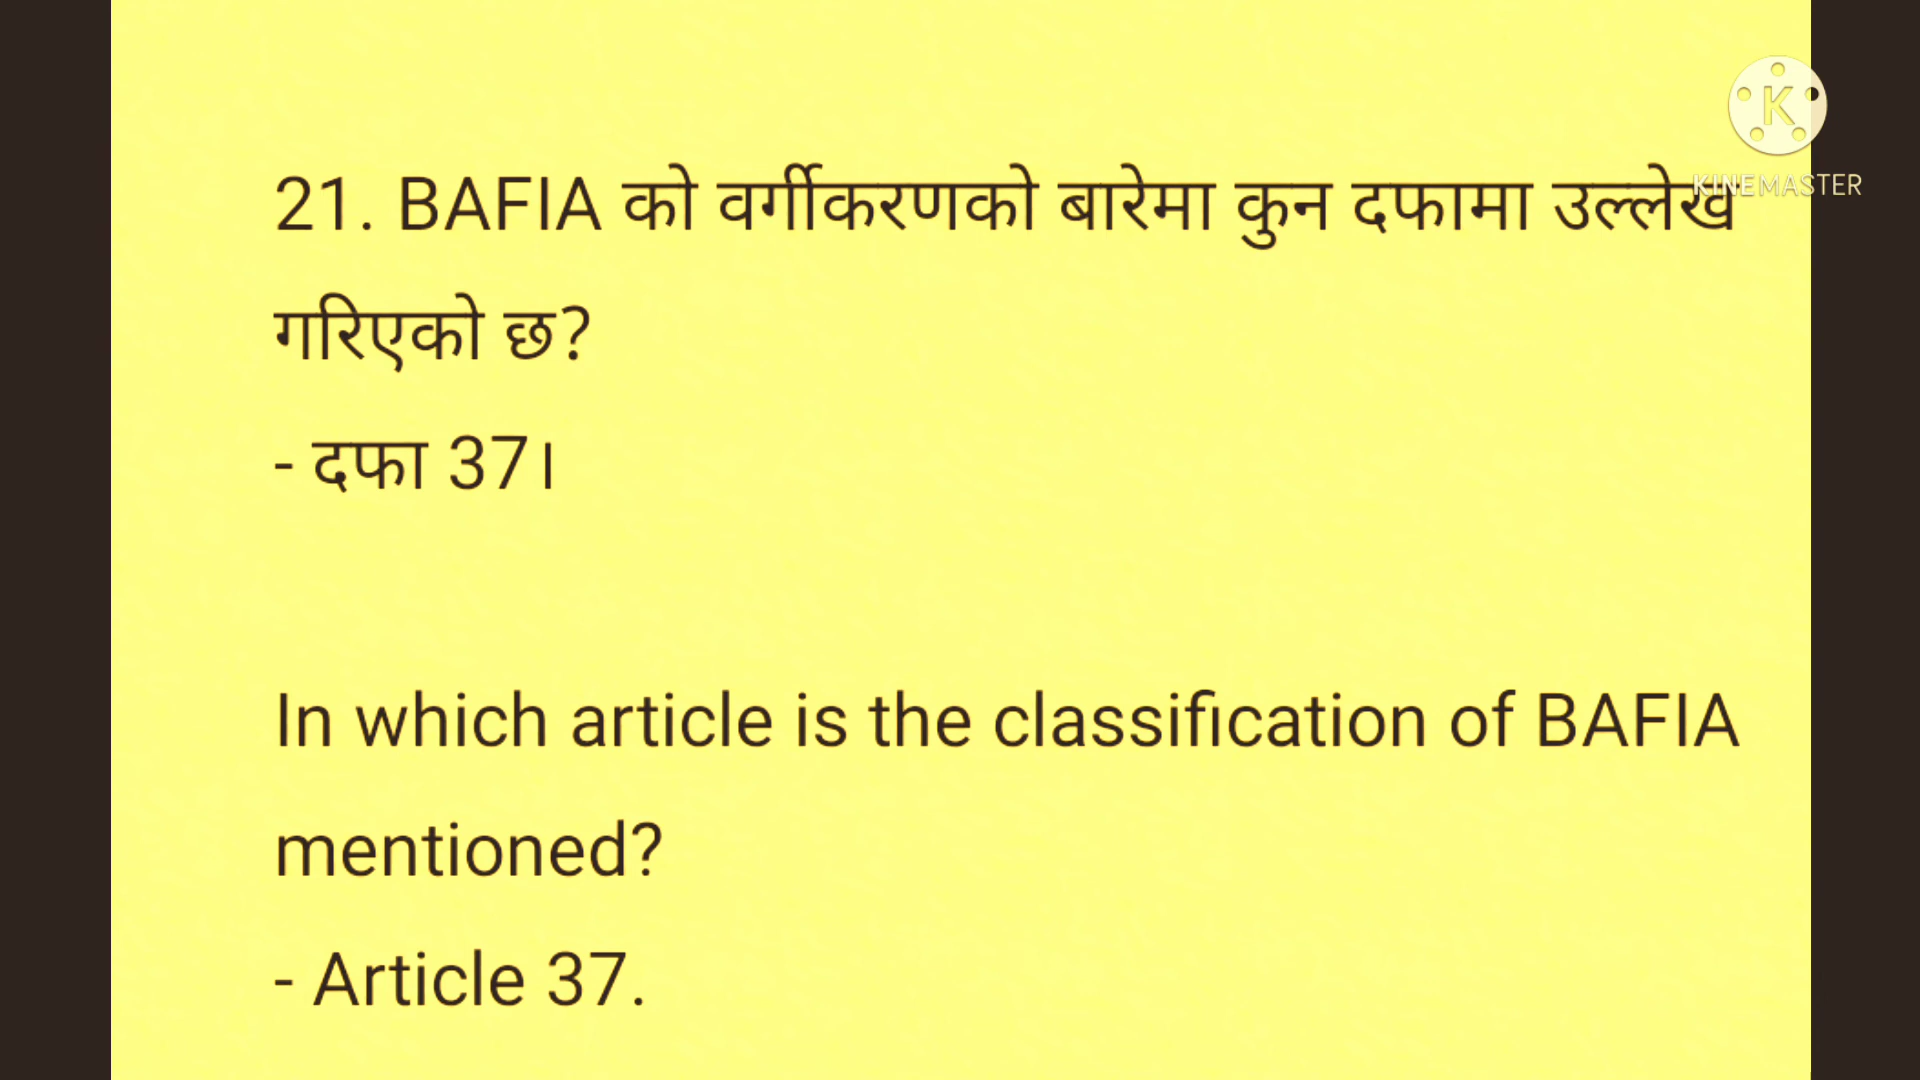 21. BAFIA को वर्गीकरणको बारेमा कुन दफामा उल्लेख
गरिएको छ?
- दफा 37।
In which article is the classification of BAFIA
mentioned?
- Article 37.
K
KINEMASTER